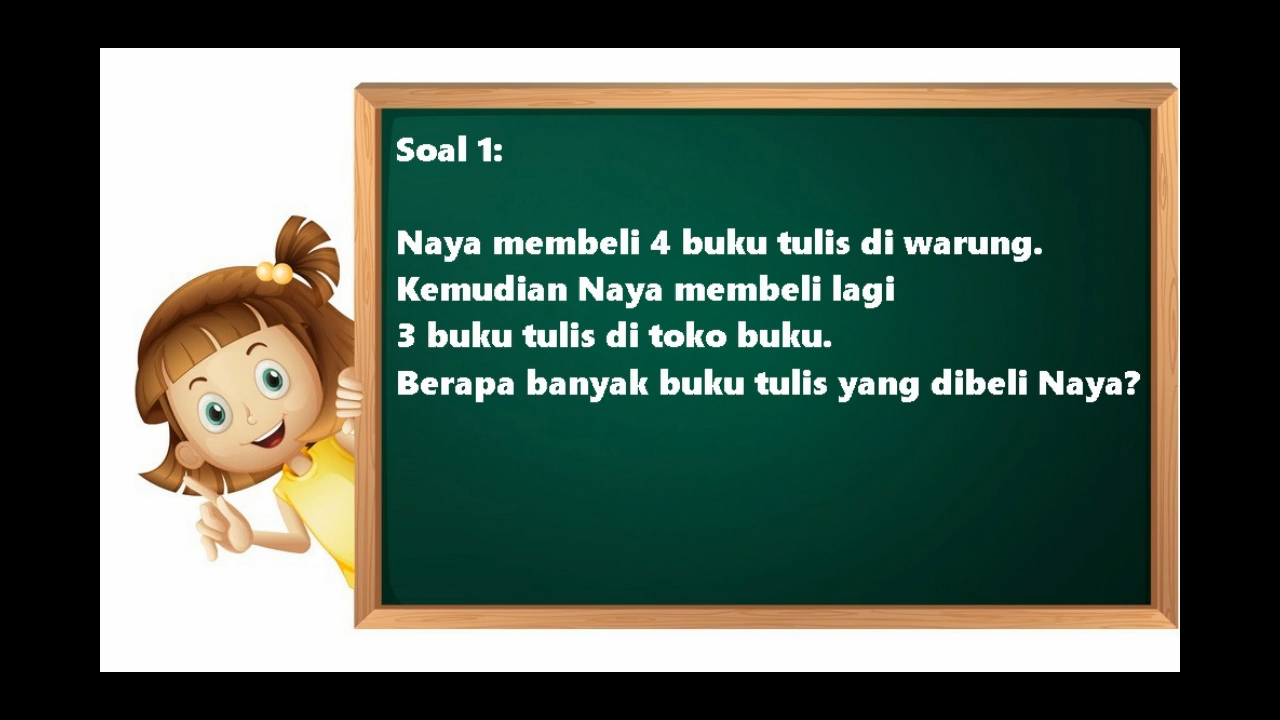 Soal 1:
Naya membeli 4 buku tulis di warung.
Kemudian Naya membeli lagi
3 buku tulis di toko buku.
Berapa banyak buku tulis yang dibeli Naya?